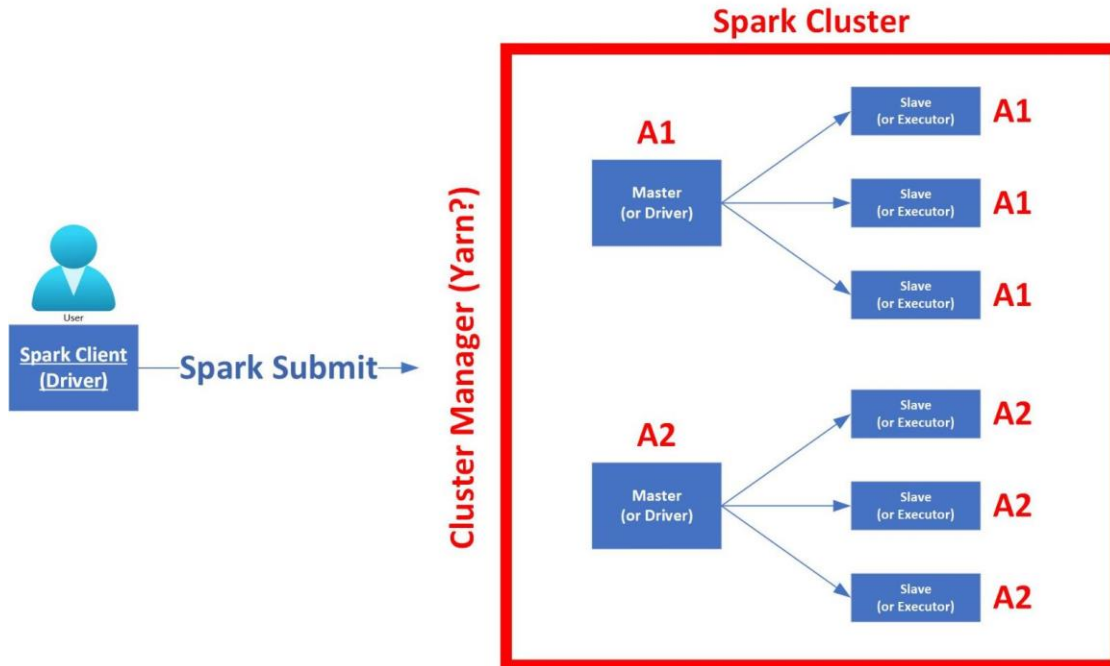 Spark Cluster
Cluster Manager (Yarn?)
User
Spark Client
(Driver)
Spark Submit
A1
Master
(or Driver)
Slave
(or Executor)
A1
Slave
(or Executor)
A1
Slave
(or Executor)
A1
A2
Master
(or Driver)
Slave
(or Executor)
A2
Slave
(or Executor)
A2
Slave
(or Executor)
A2